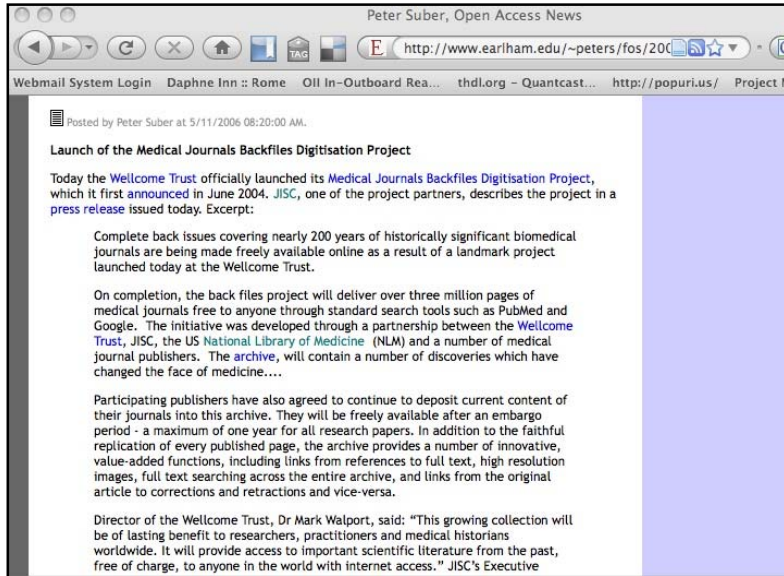 Peter Suber, Open Access News
TAG
E http://www.earlham.edu/~peters/fos/200
Webmail System Login Daphne Inn :: Rome OII In-Outboard Rea... thdl.org - Quantcast... http://popuri.us/ Project
Posted by Peter Suber at 5/11/2006 08:20:00 AM.
Launch of the Medical Journals Backfiles Digitisation Project
Today the Wellcome Trust officially launched its Medical Journals Backfiles Digitisation Project,
which it first announced in June 2004. JISC, one of the project partners, describes the project in a
press release issued today. Excerpt:
Complete back issues covering nearly 200 years of historically significant biomedical
journals are being made freely available online as a result of a landmark project
launched today at the Wellcome Trust.
On completion, the back files project will deliver over three million pages of
medical journals free to anyone through standard search tools such as PubMed and
Google. The initiative was developed through a partnership between the Wellcome
Trust, JISC, the US National Library of Medicine (NLM) and a number of medical
journal publishers. The archive, will contain a number of discoveries which have
changed the face of medicine....
Participating publishers have also agreed to continue to deposit current content of
their journals into this archive. They will be freely available after an embargo
period - a maximum of one year for all research papers. In addition to the faithful
replication of every published page, the archive provides a number of innovative,
value-added functions, including links from references to full text, high resolution
images, full text searching across the entire archive, and links from the original
article to corrections and retractions and vice-versa.
Director of the Wellcome Trust, Dr Mark Walport, said: “This growing collection will
be of lasting benefit to researchers, practitioners and medical historians
worldwide. It will provide access to important scientific literature from the past,
free of charge, to anyone in the world with internet access.” JISC's Executive